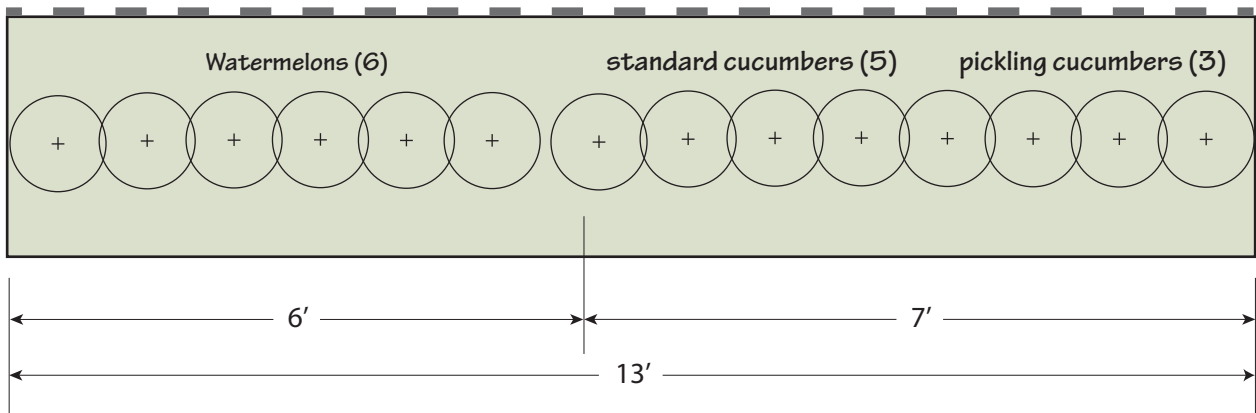 Watermelons (6)
standard cucumbers (5)
pickling cucumbers (3)
6’
7’
13’